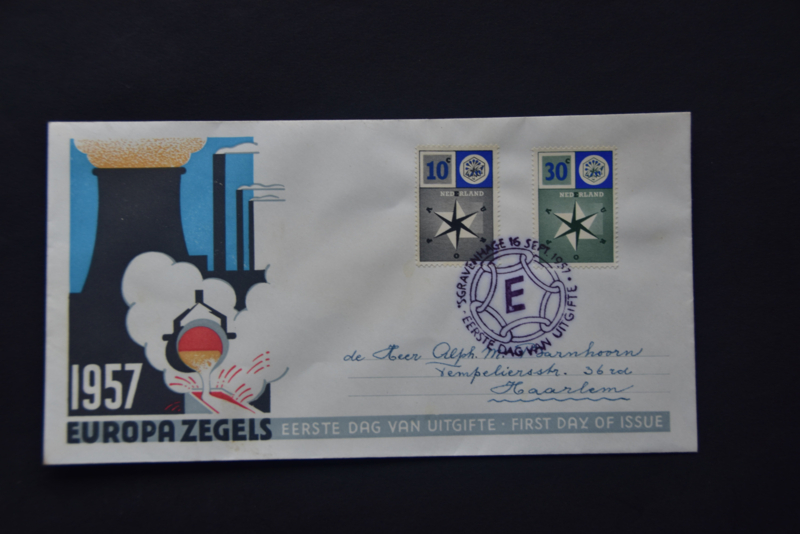 10c
NEDERLAND
30c
NEDERLAND
'SGRAVENHAGE 16 SEPT. 1957.
E
EERSTE DAG VAN UITGIFTE
de Heer Alph. M.
Tempeliersstr. 36rd
Haarlem
1957
EUROPA ZEGELS
EERSTE DAG VAN UITGIFTE · FIRST DAY OF ISSUE